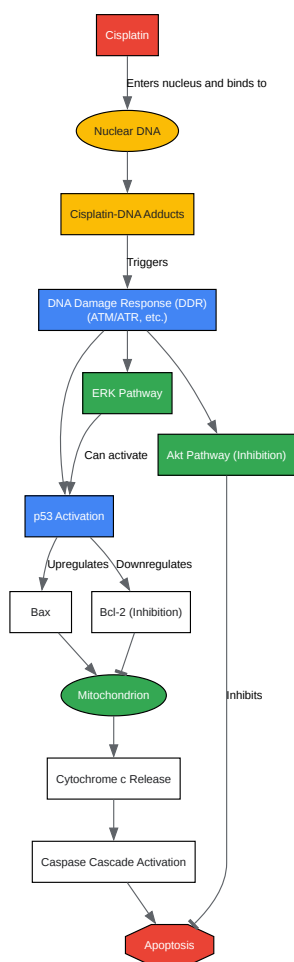 Cisplatin
Enters nucleus and binds to
Nuclear DNA
Cisplatin-DNA Adducts
Triggers
DNA Damage Response (DDR)
(ATM/ATR, etc.)
ERK Pathway
Can activate
Akt Pathway (Inhibition)
p53 Activation
Upregulates
Downregulates
Bax
Bcl-2 (Inhibition)
Mitochondrion
Inhibits
Cytochrome c Release
Caspase Cascade Activation
Apoptosis